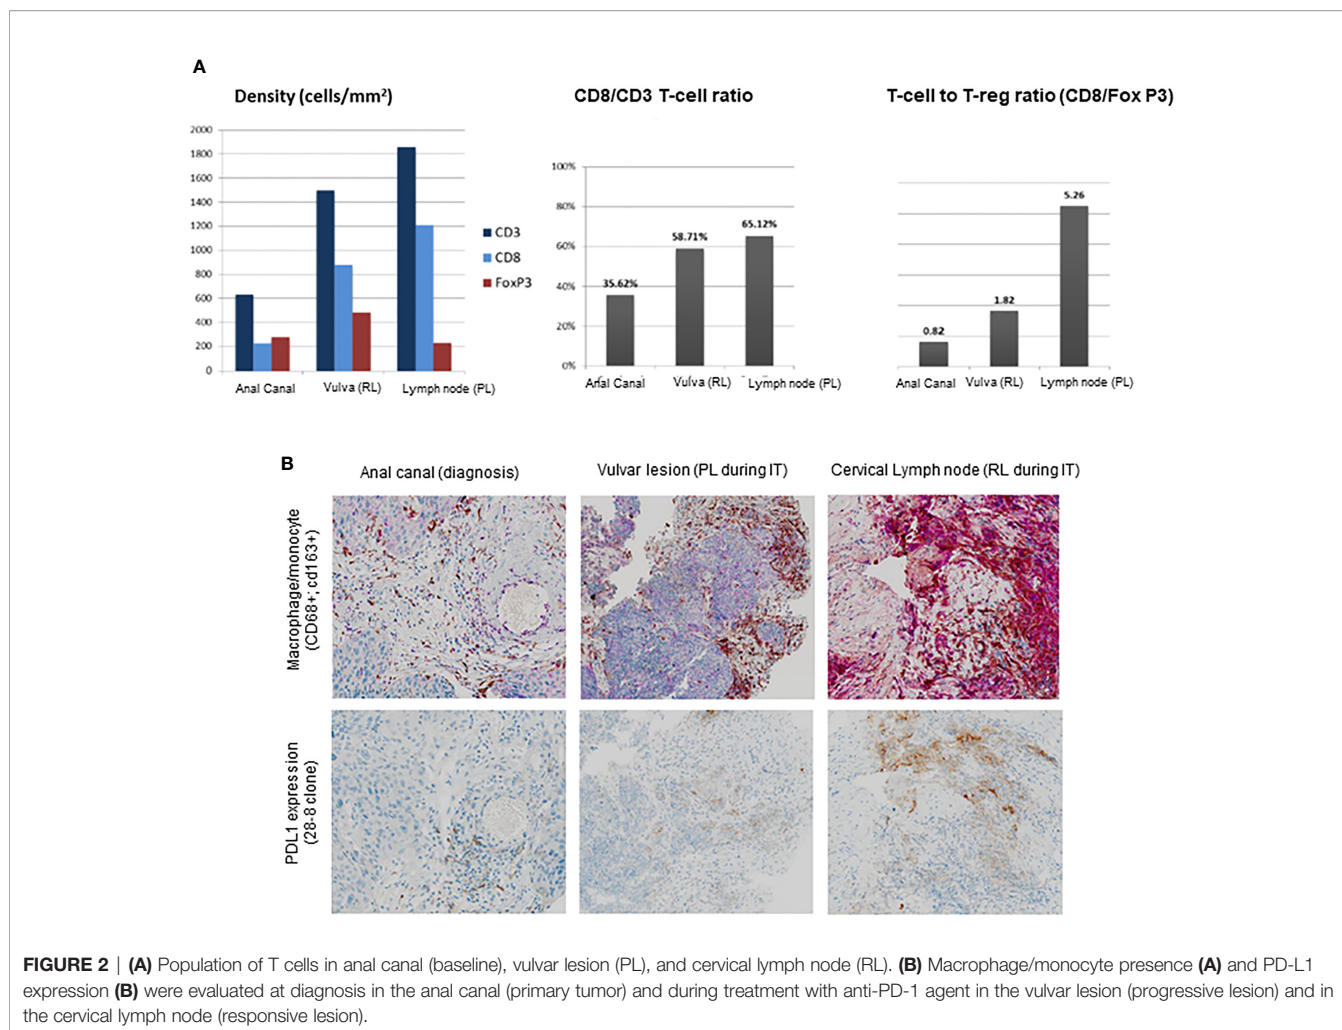 A
Density (cells/mm²)
CD8/CD3 T-cell ratio
T-cell to T-reg ratio (CD8/Fox P3)
2000
1800
1600
1400
1200
1000
800
600
400
200
0
Anal Canal
Vulva (RL)
Lymph node (PL)
CD3
CD8
FoxP3
100%
80%
60%
40%
20%
0%
35.62%
58.71%
65.12%
Anal Canal
Vulva (RL)
Lymph node (PL)
0.82
1.82
5.26
Anal Canal
Vulva (RL)
Lymph node (PL)
B
Anal canal (diagnosis)
Vulvar lesion (PL during IT)
Cervical Lymph node (RL during IT)
Macrophage/monocyte
(CD68+; cd163+)
PDL1 expression
(28-8 clone)
FIGURE 2 | (A) Population of T cells in anal canal (baseline), vulvar lesion (PL), and cervical lymph node (RL). (B) Macrophage/monocyte presence (A) and PD-L1
expression (B) were evaluated at diagnosis in the anal canal (primary tumor) and during treatment with anti-PD-1 agent in the vulvar lesion (progressive lesion) and in
the cervical lymph node (responsive lesion).